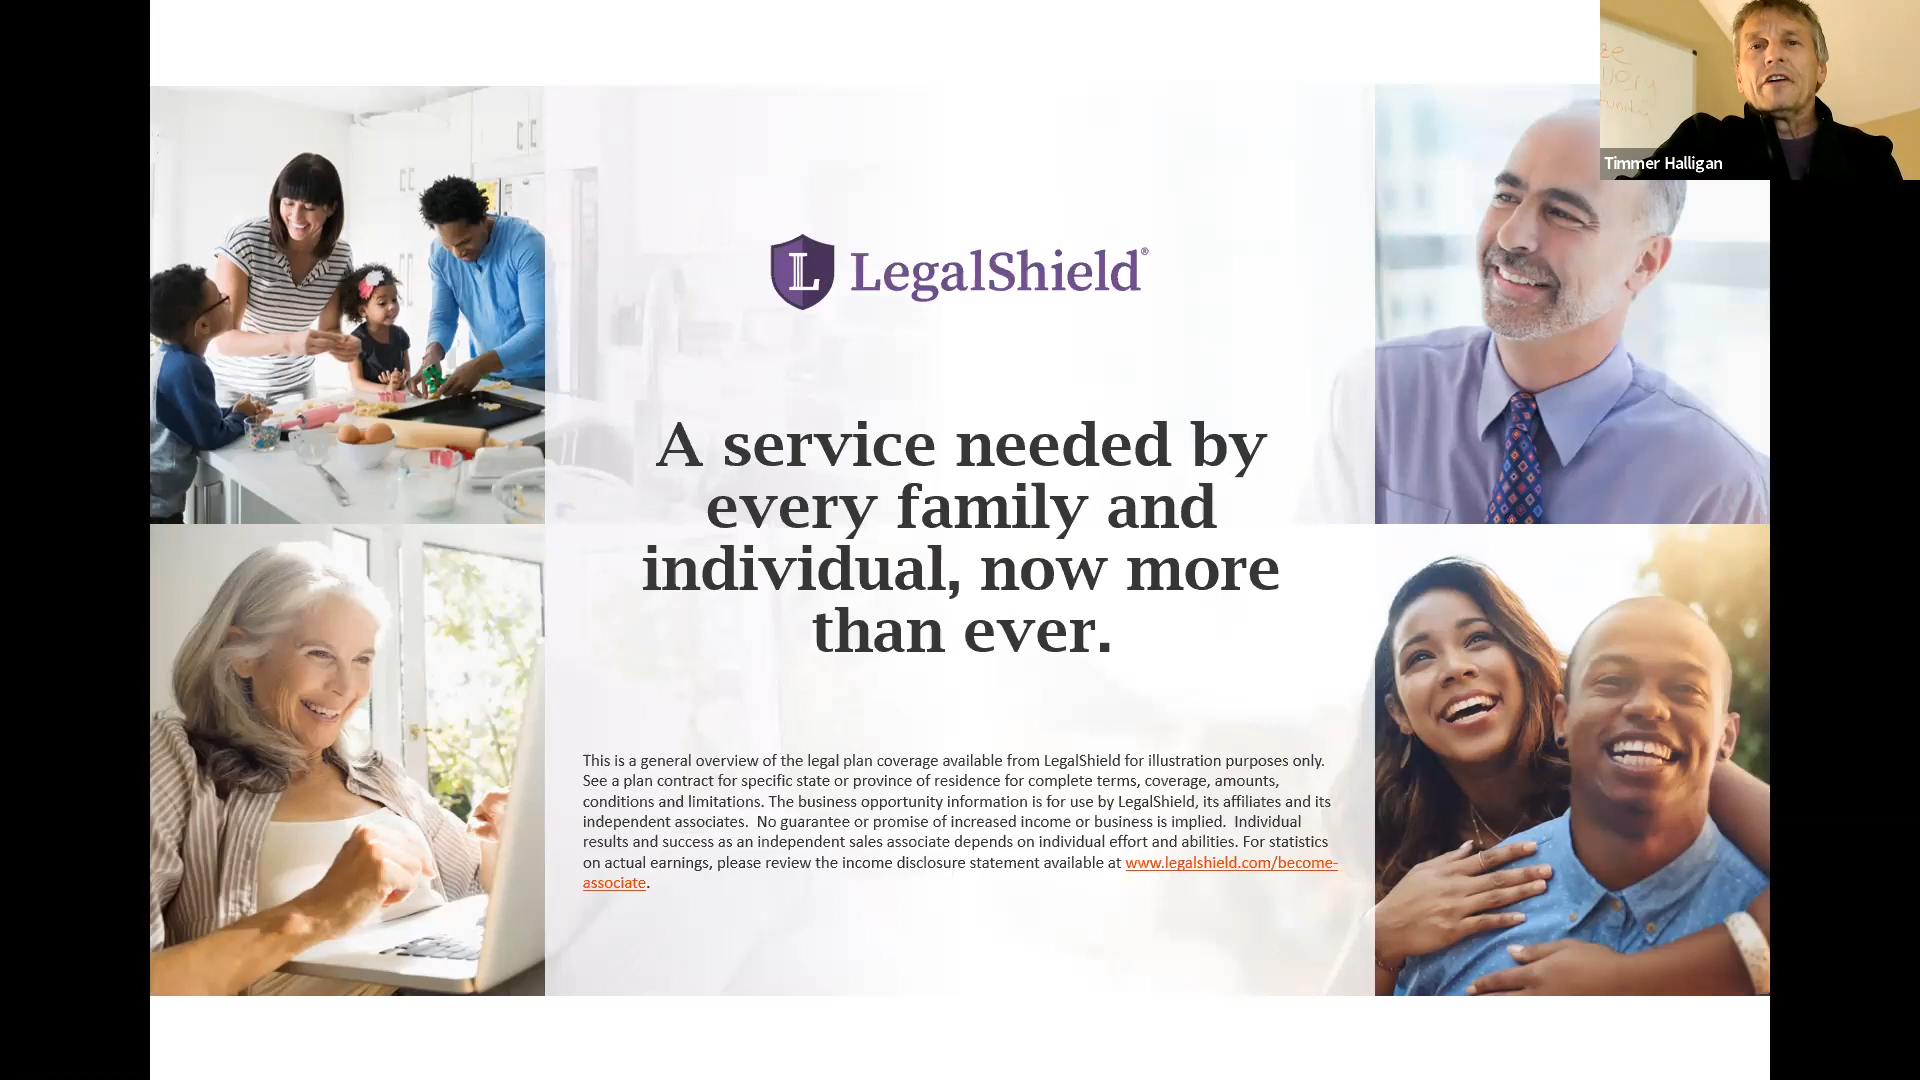 ze
Timmer Halligan
L LegalShield®
A service needed by
every family and
individual, now more
than ever.
This is a general overview of the legal plan coverage available from LegalShield for illustration purposes only.
See a plan contract for specific state or province of residence for complete terms, coverage, amounts,
conditions and limitations. The business opportunity information is for use by LegalShield, its affiliates and its
independent associates.  No guarantee or promise of increased income or business is implied.  Individual
results and success as an independent sales associate depends on individual effort and abilities. For statistics
on actual earnings, please review the income disclosure statement available at www.legalshield.com/become-
associate.